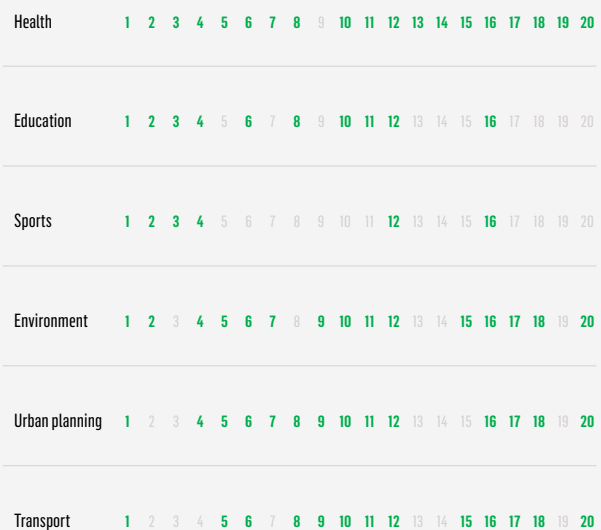 Health 1 2 3 4 5 6 7 8 9 10 11 12 13 14 15 16 17 18 19 20
Education 1 2 3 4 5 6 7 8 9 10 11 12 13 14 15 16 17 18 19 20
Sports 1 2 3 4 5 6 7 8 9 10 11 12 13 14 15 16 17 18 19 20
Environment 1 2 3 4 5 6 7 8 9 10 11 12 13 14 15 16 17 18 19 20
Urban planning 1 2 3 4 5 6 7 8 9 10 11 12 13 14 15 16 17 18 19 20
Transport 1 2 3 4 5 6 7 8 9 10 11 12 13 14 15 16 17 18 19 20